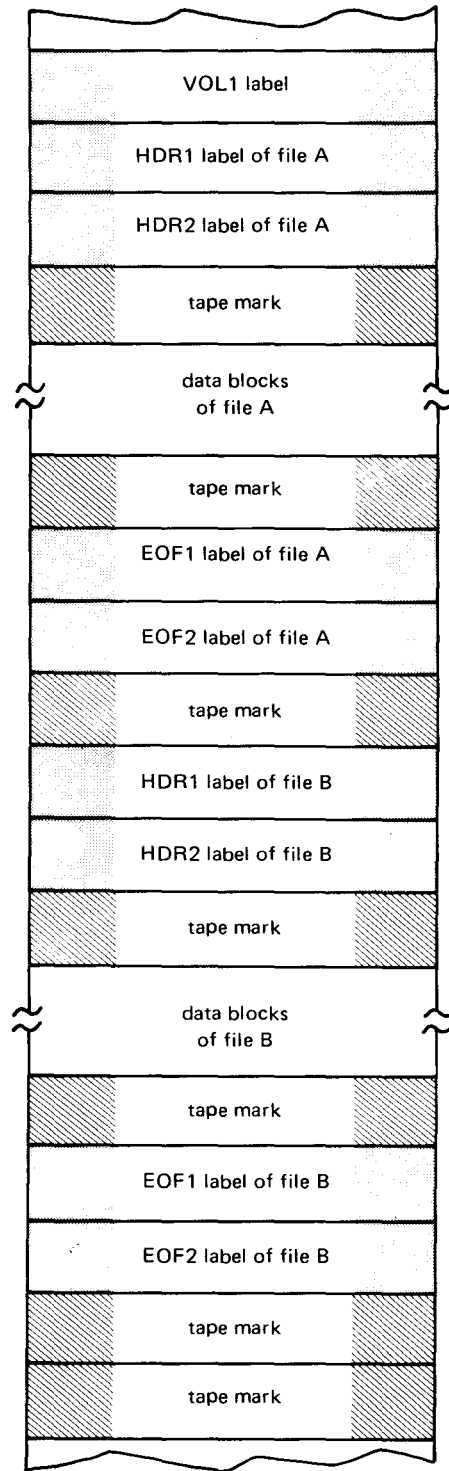 VOL1 label
HDR1 label of file A
HDR2 label of file A
tape mark
data blocks
of file A
tape mark
EOF1 label of file A
EOF2 label of file A
tape mark
HDR1 label of file B
HDR2 label of file B
tape mark
data blocks
of file B
tape mark
EOF1 label of file B
EOF2 label of file B
tape mark
tape mark